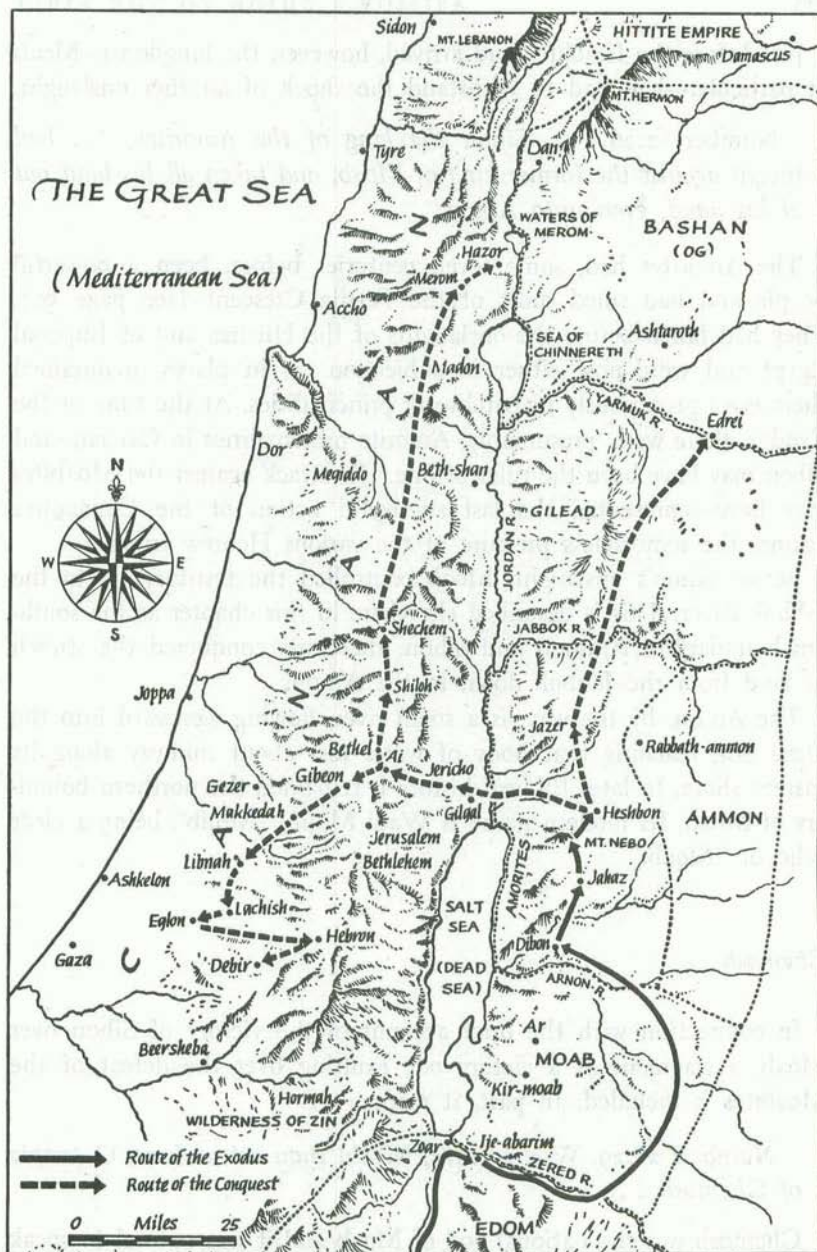 Sidon
MT. LEBANON
HITTITE EMPIRE
Damascus
MT. HERMON
Tyre
Dan
THE GREAT SEA
(Mediterranean Sea)
WATERS OF
MEROM
BASHAN
(OG)
Hazor
Merom
Accho
SEA OF
CHINNERETH
Ashtaroth
Madon
YARMUK R.
Edrei
Dor
Megiddo
Beth-Shan
GILEAD
JORDAN R.
N
W E
S
Shechem
JABBOK R.
Joppa
Shiloh
CANAAN
Bethel
Ai
Jazer
Rabbath-ammon
Gezer
Gibeon
Jericho
Makkedah
Gilgal
Heshbon
AMMON
Jerusalem
MT. NEBO
Libnah
Bethlehem
AMORITES
Jahaz
Ashkelon
Lachish
SALT
SEA
Eglon
Hebron
Dibon
Gaza
Debir
(DEAD
SEA)
ARNON R.
Ar
MOAB
Beersheba
Kir-moab
Hormah
WILDERNESS OF ZIN
Zoar
Ije-abarim
ZERED R.
EDOM
Route of the Exodus
Route of the Conquest
0 Miles 25